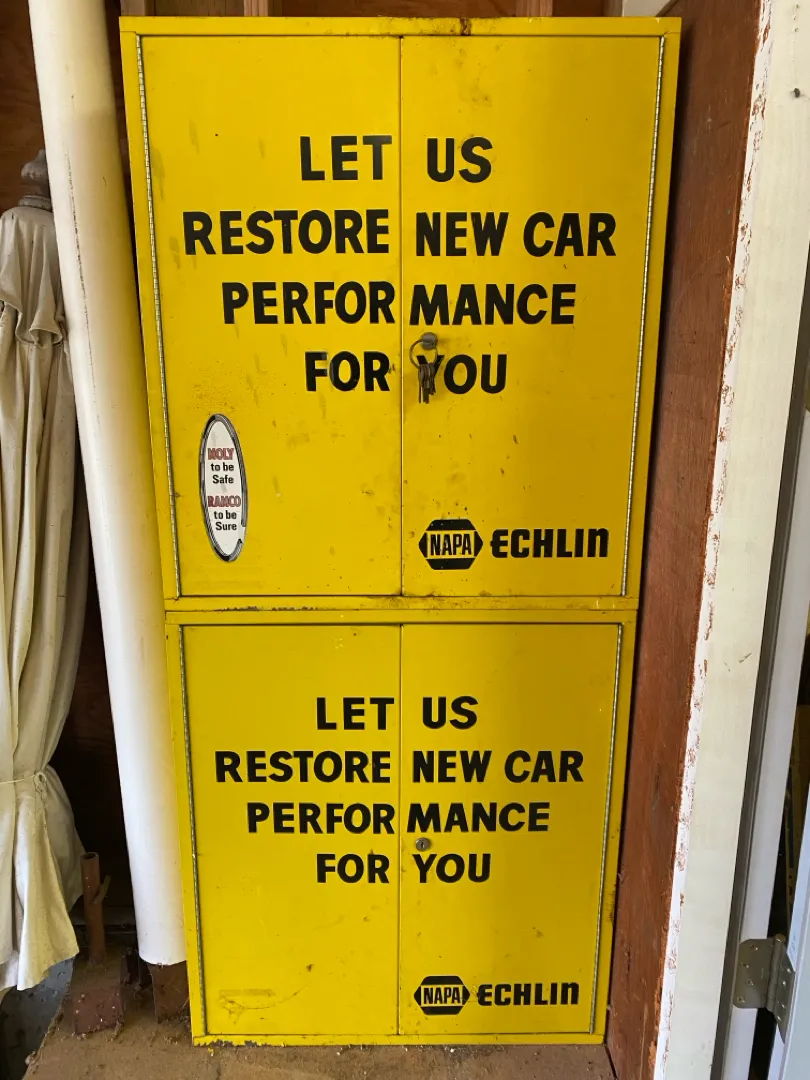 LET US
RESTORE NEW CAR
PERFORMANCE
FOR YOU
MOLY
to be
Safe
RAMCO
to be
Sure
NAPA ECHLIN
LET US
RESTORE NEW CAR
PERFORMANCE
FOR YOU
NAPA ECHLIN